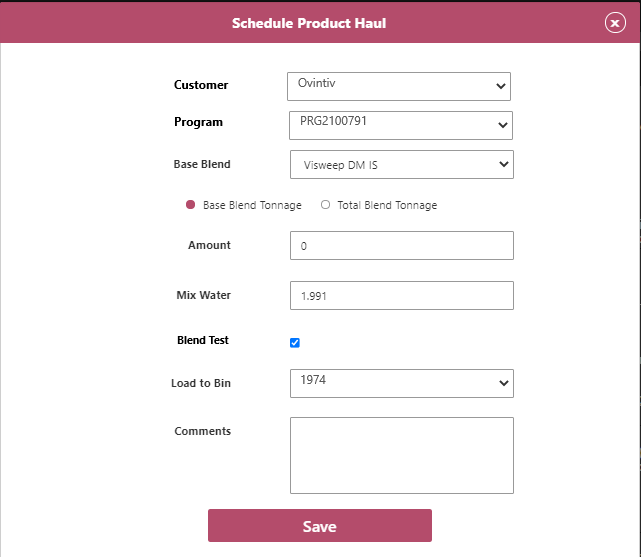 Schedule Product Haul
Customer Ovintiv
Program PRG2100791
Base Blend Visweep DM IS
Base Blend Tonnage Total Blend Tonnage
Amount 0
Mix Water 1.991
Blend Test
Load to Bin 1974
Comments
Save